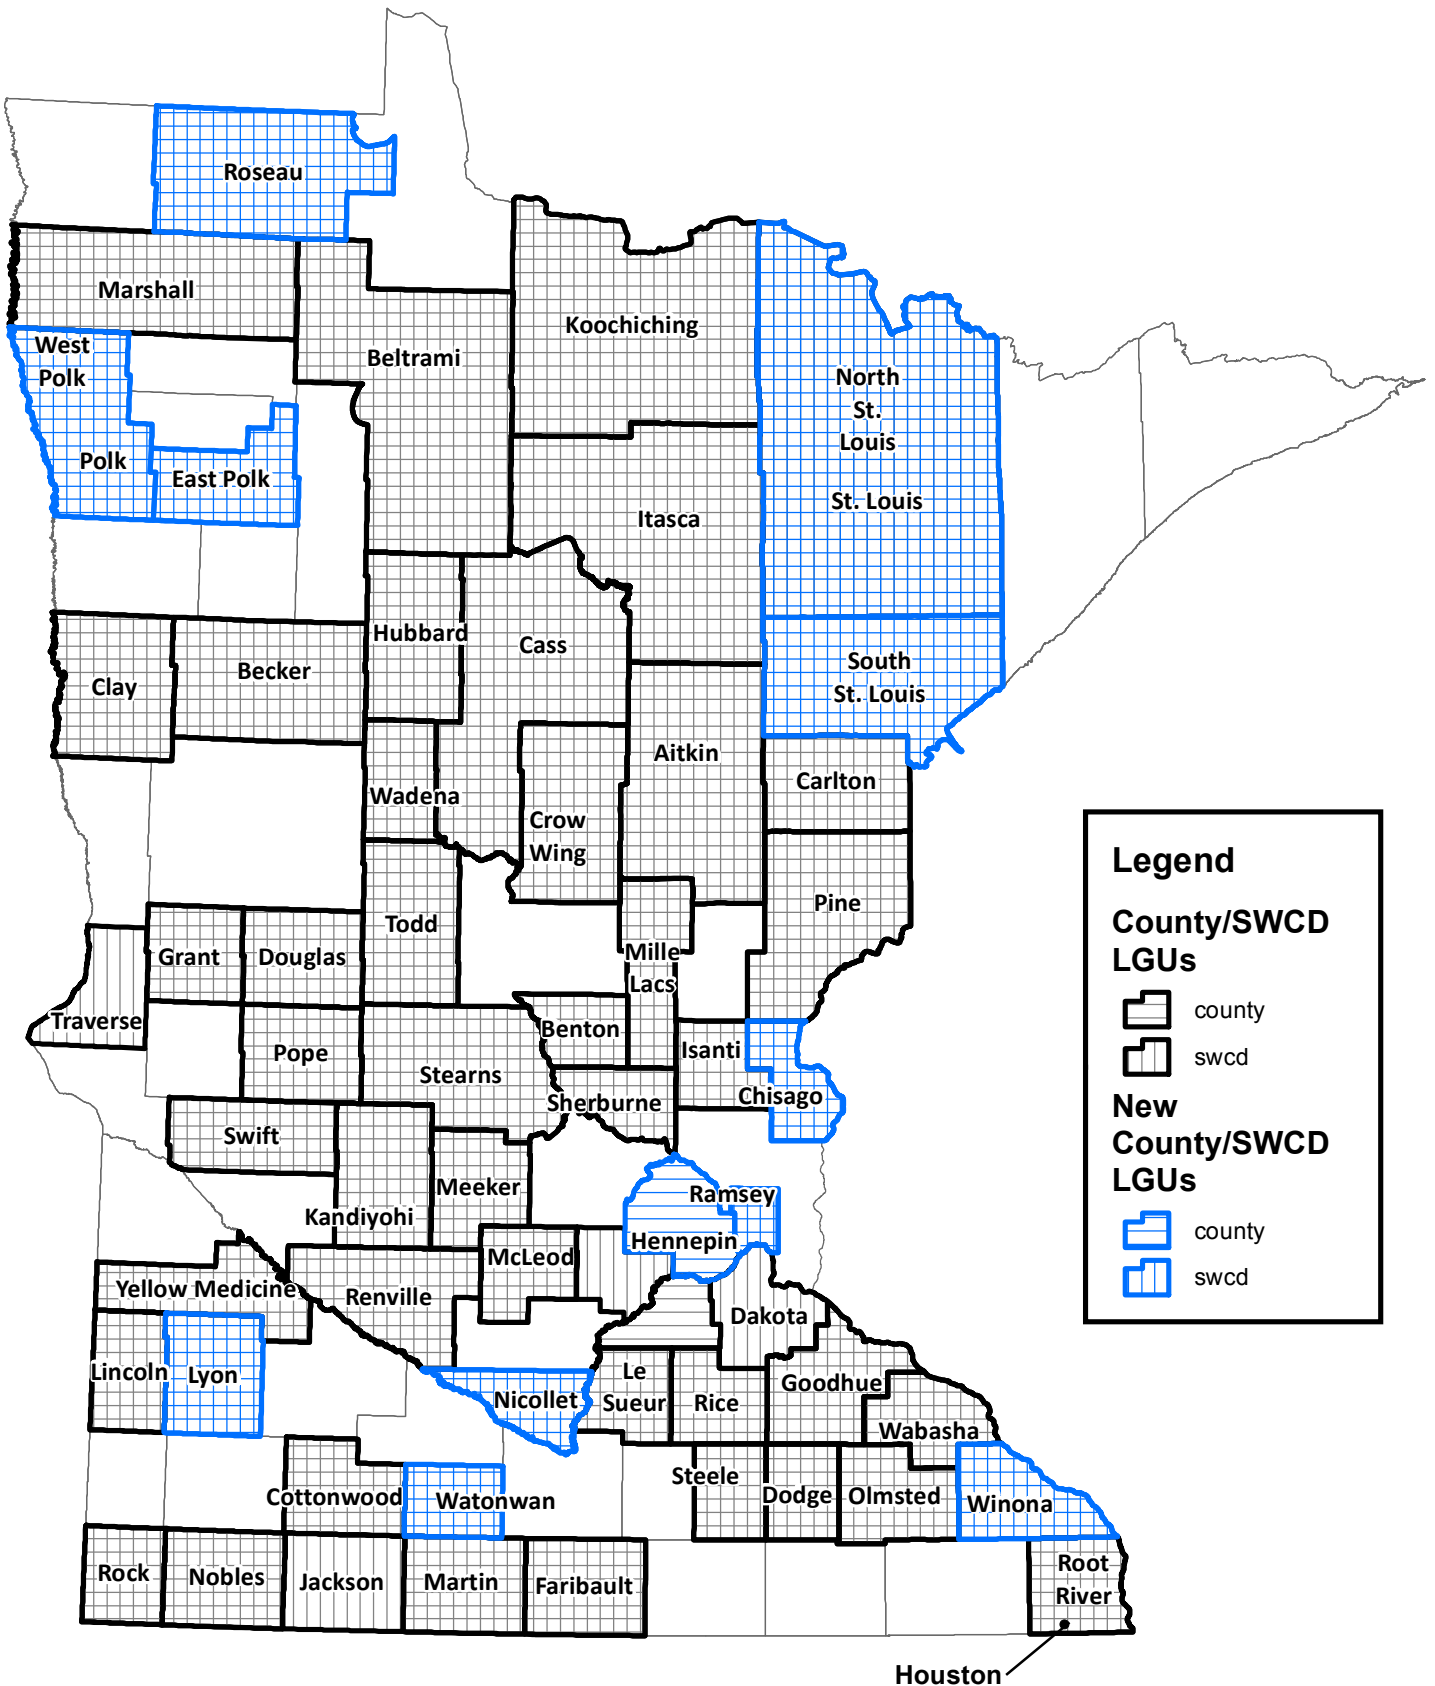 Roseau
Marshall
Koochiching
West
Polk
Beltrami
North
St.
Louis
Polk
East Polk
St. Louis
Itasca
Hubbard
Cass
Becker
Clay
South
St. Louis
Aitkin
Carlton
Wadena
Crow
Wing
Pine
Todd
Grant
Douglas
Mille
Lacs
Traverse
Benton
Isanti
Pope
Stearns
Chisago
Sherburne
Swift
Meeker
Ramsey
Kandiyohi
Hennepin
McLeod
Yellow Medicine
Renville
Dakota
Lincoln
Lyon
Le
Sueur
Nicollet
Rice
Goodhue
Wabasha
Steele
Cottonwood
Watonwan
Dodge
Olmsted
Winona
Rock
Nobles
Jackson
Martin
Faribault
Root
River
Houston
Legend
County/SWCD
LGUs
county
swcd
New
County/SWCD
LGUs
county
swcd